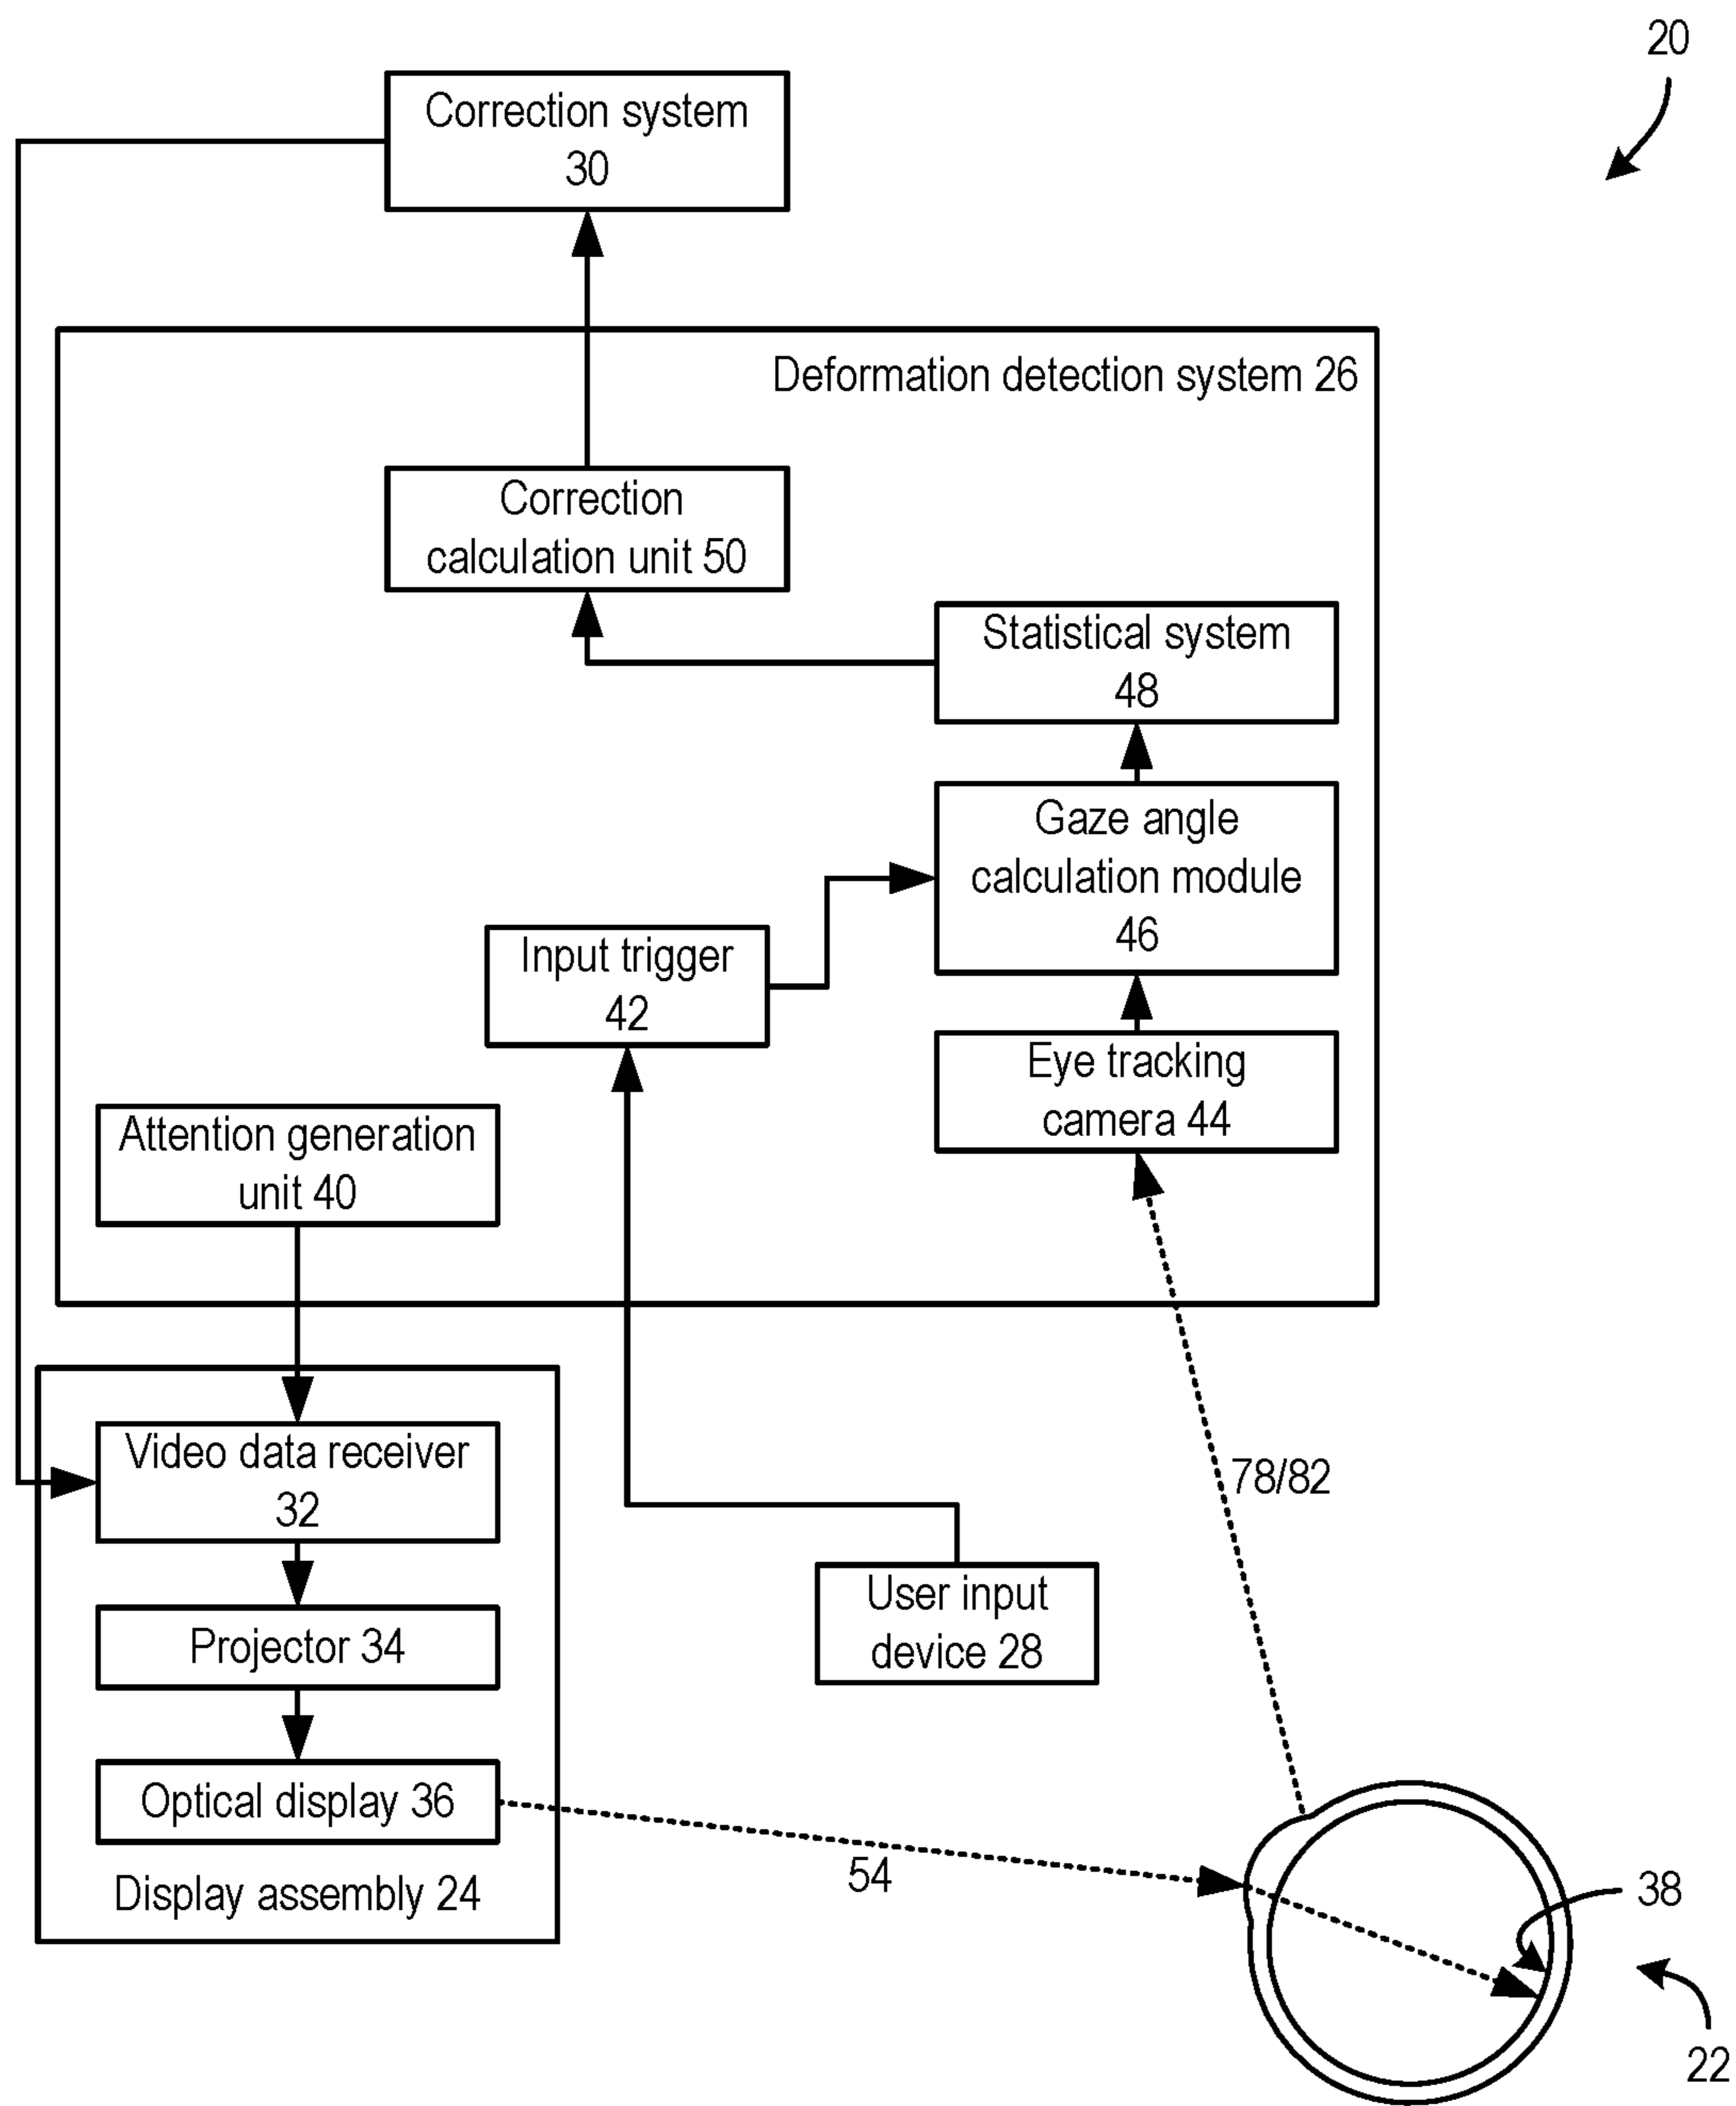 20
Correction system
30
Deformation detection system 26
Correction
calculation unit 50
Statistical system
48
Gaze angle
calculation module
46
Input trigger
42
Eye tracking
camera 44
Attention generation
unit 40
Video data receiver
32
78/82
User input
device 28
Projector 34
Optical display 36
54
Display assembly 24
38
22